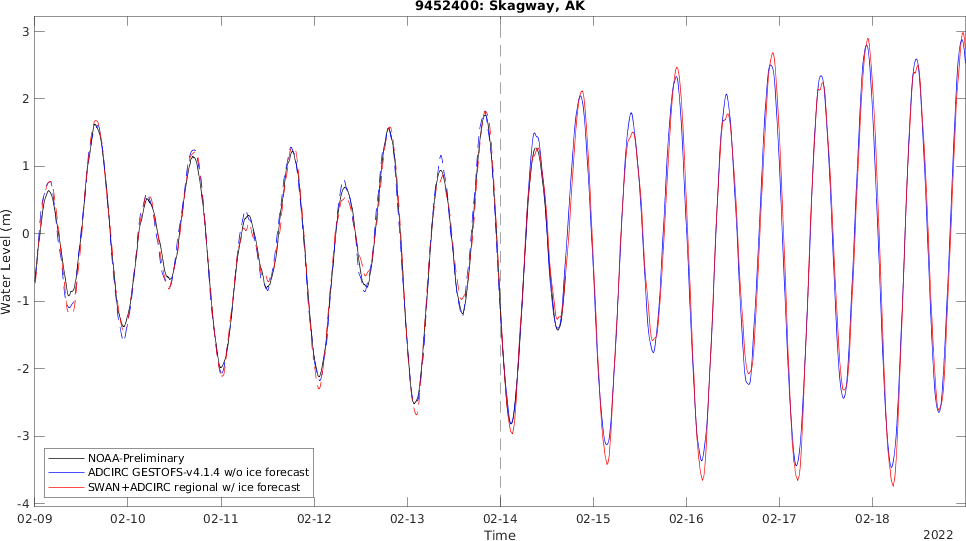 9452400: Skagway, AK
3
2
1
0
-1
-2
-3
-4
Water Level (m)
NOAA-Preliminary
ADCIRC GESTOFS-v4.1.4 w/o ice forecast
SWAN+ADCIRC regional w/ ice forecast
02-09 02-10 02-11 02-12 02-13 02-14 02-15 02-16 02-17 02-18
Time
2022